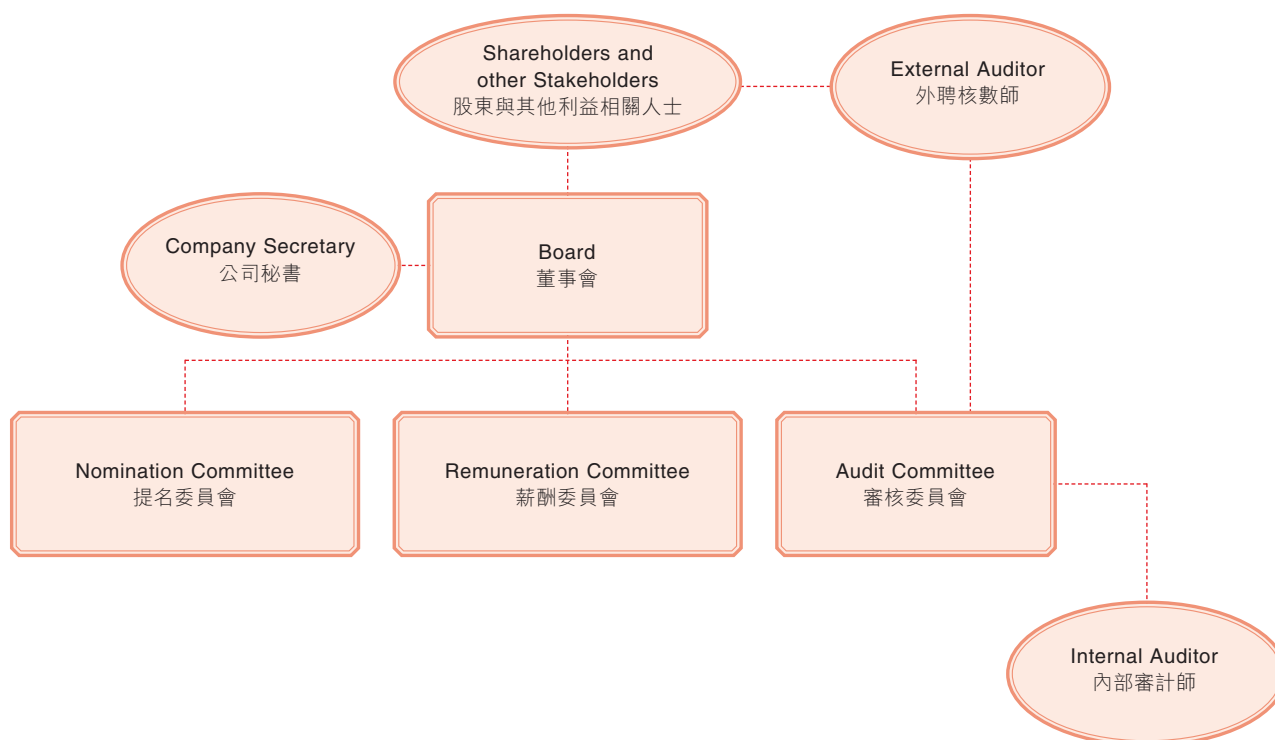 Shareholders and
other Stakeholders
股東與其他利益相關人士
External Auditor
外聘核數師
Company Secretary
公司秘書
Board
董事會
Nomination Committee
提名委員會
Remuneration Committee
薪酬委員會
Audit Committee
審核委員會
Internal Auditor
內部審計師